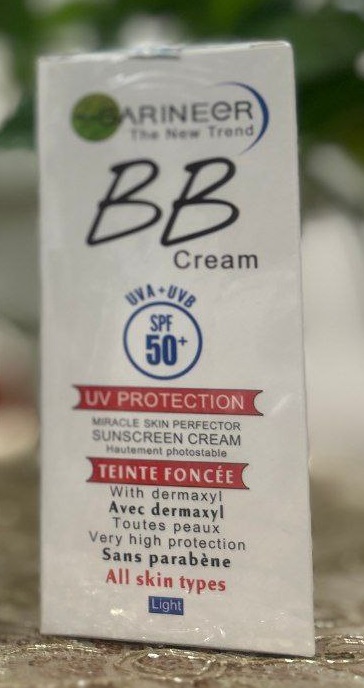 GARINEER
The New Trend
BB
Cream
UVA+UVB
SPF
50+
UV PROTECTION
MIRACLE SKIN PERFECTOR
SUNSCREEN CREAM
Hautement photostable
TEINTE FONCÉE
With dermaxyl
Avec dermaxyl
Toutes peaux
Very high protection
Sans parabène
All skin types
Light